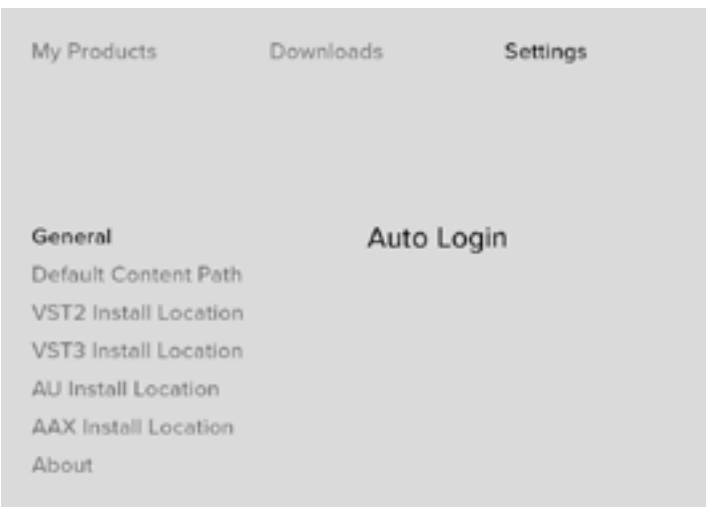 My Products Downloads Settings
General Auto Login
Default Content Path
VST2 Install Location
VST3 Install Location
AU Install Location
AAX Install Location
About